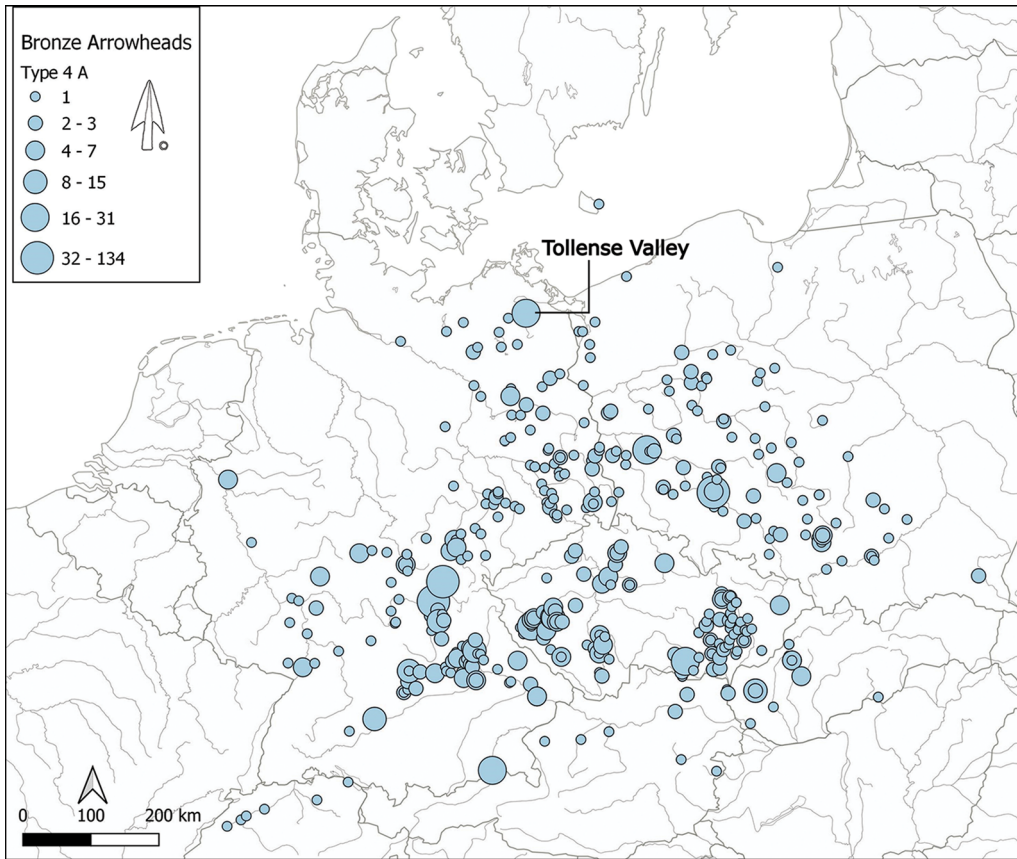 Bronze Arrowheads
Type 4 A
1
2 - 3
4 - 7
8 - 15
16 - 31
32 - 134
Tollense Valley
0 100 200 km